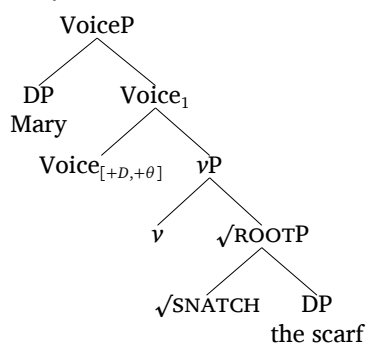 VoiceP
DP Voice₁
Mary
Voice[+D,+θ] vP
v √ROOTP
√SNATCH DP
the scarf